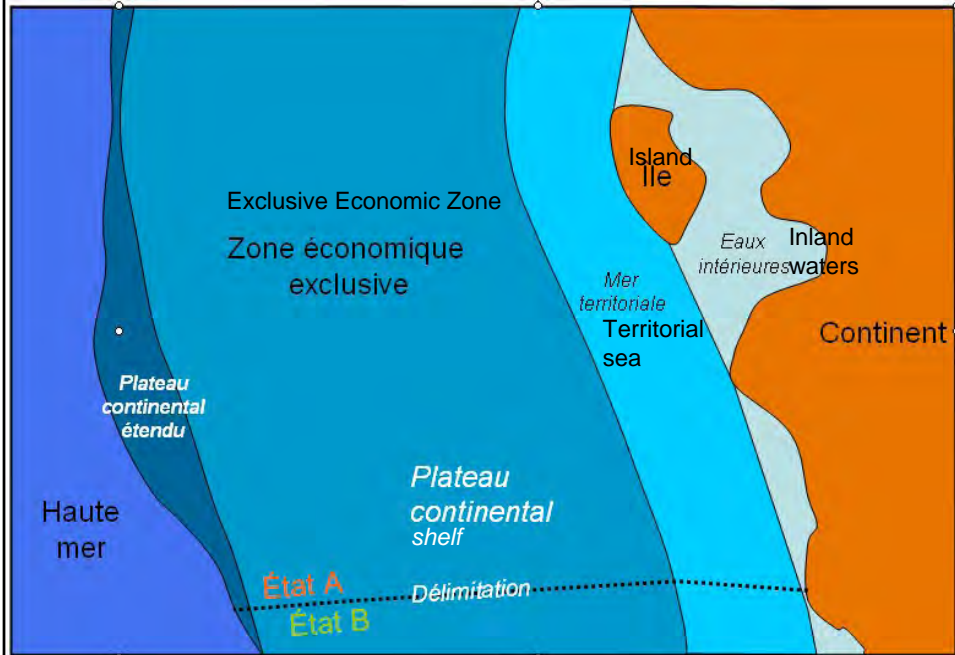 Island
Île
Exclusive Economic Zone
Zone économique
exclusive
Eaux
intérieures
Inland
waters
Mer
territoriale
Territorial
sea
Continent
Plateau
continental
étendu
Plateau
continental
shelf
Haute
mer
État A
Délimitation
État B